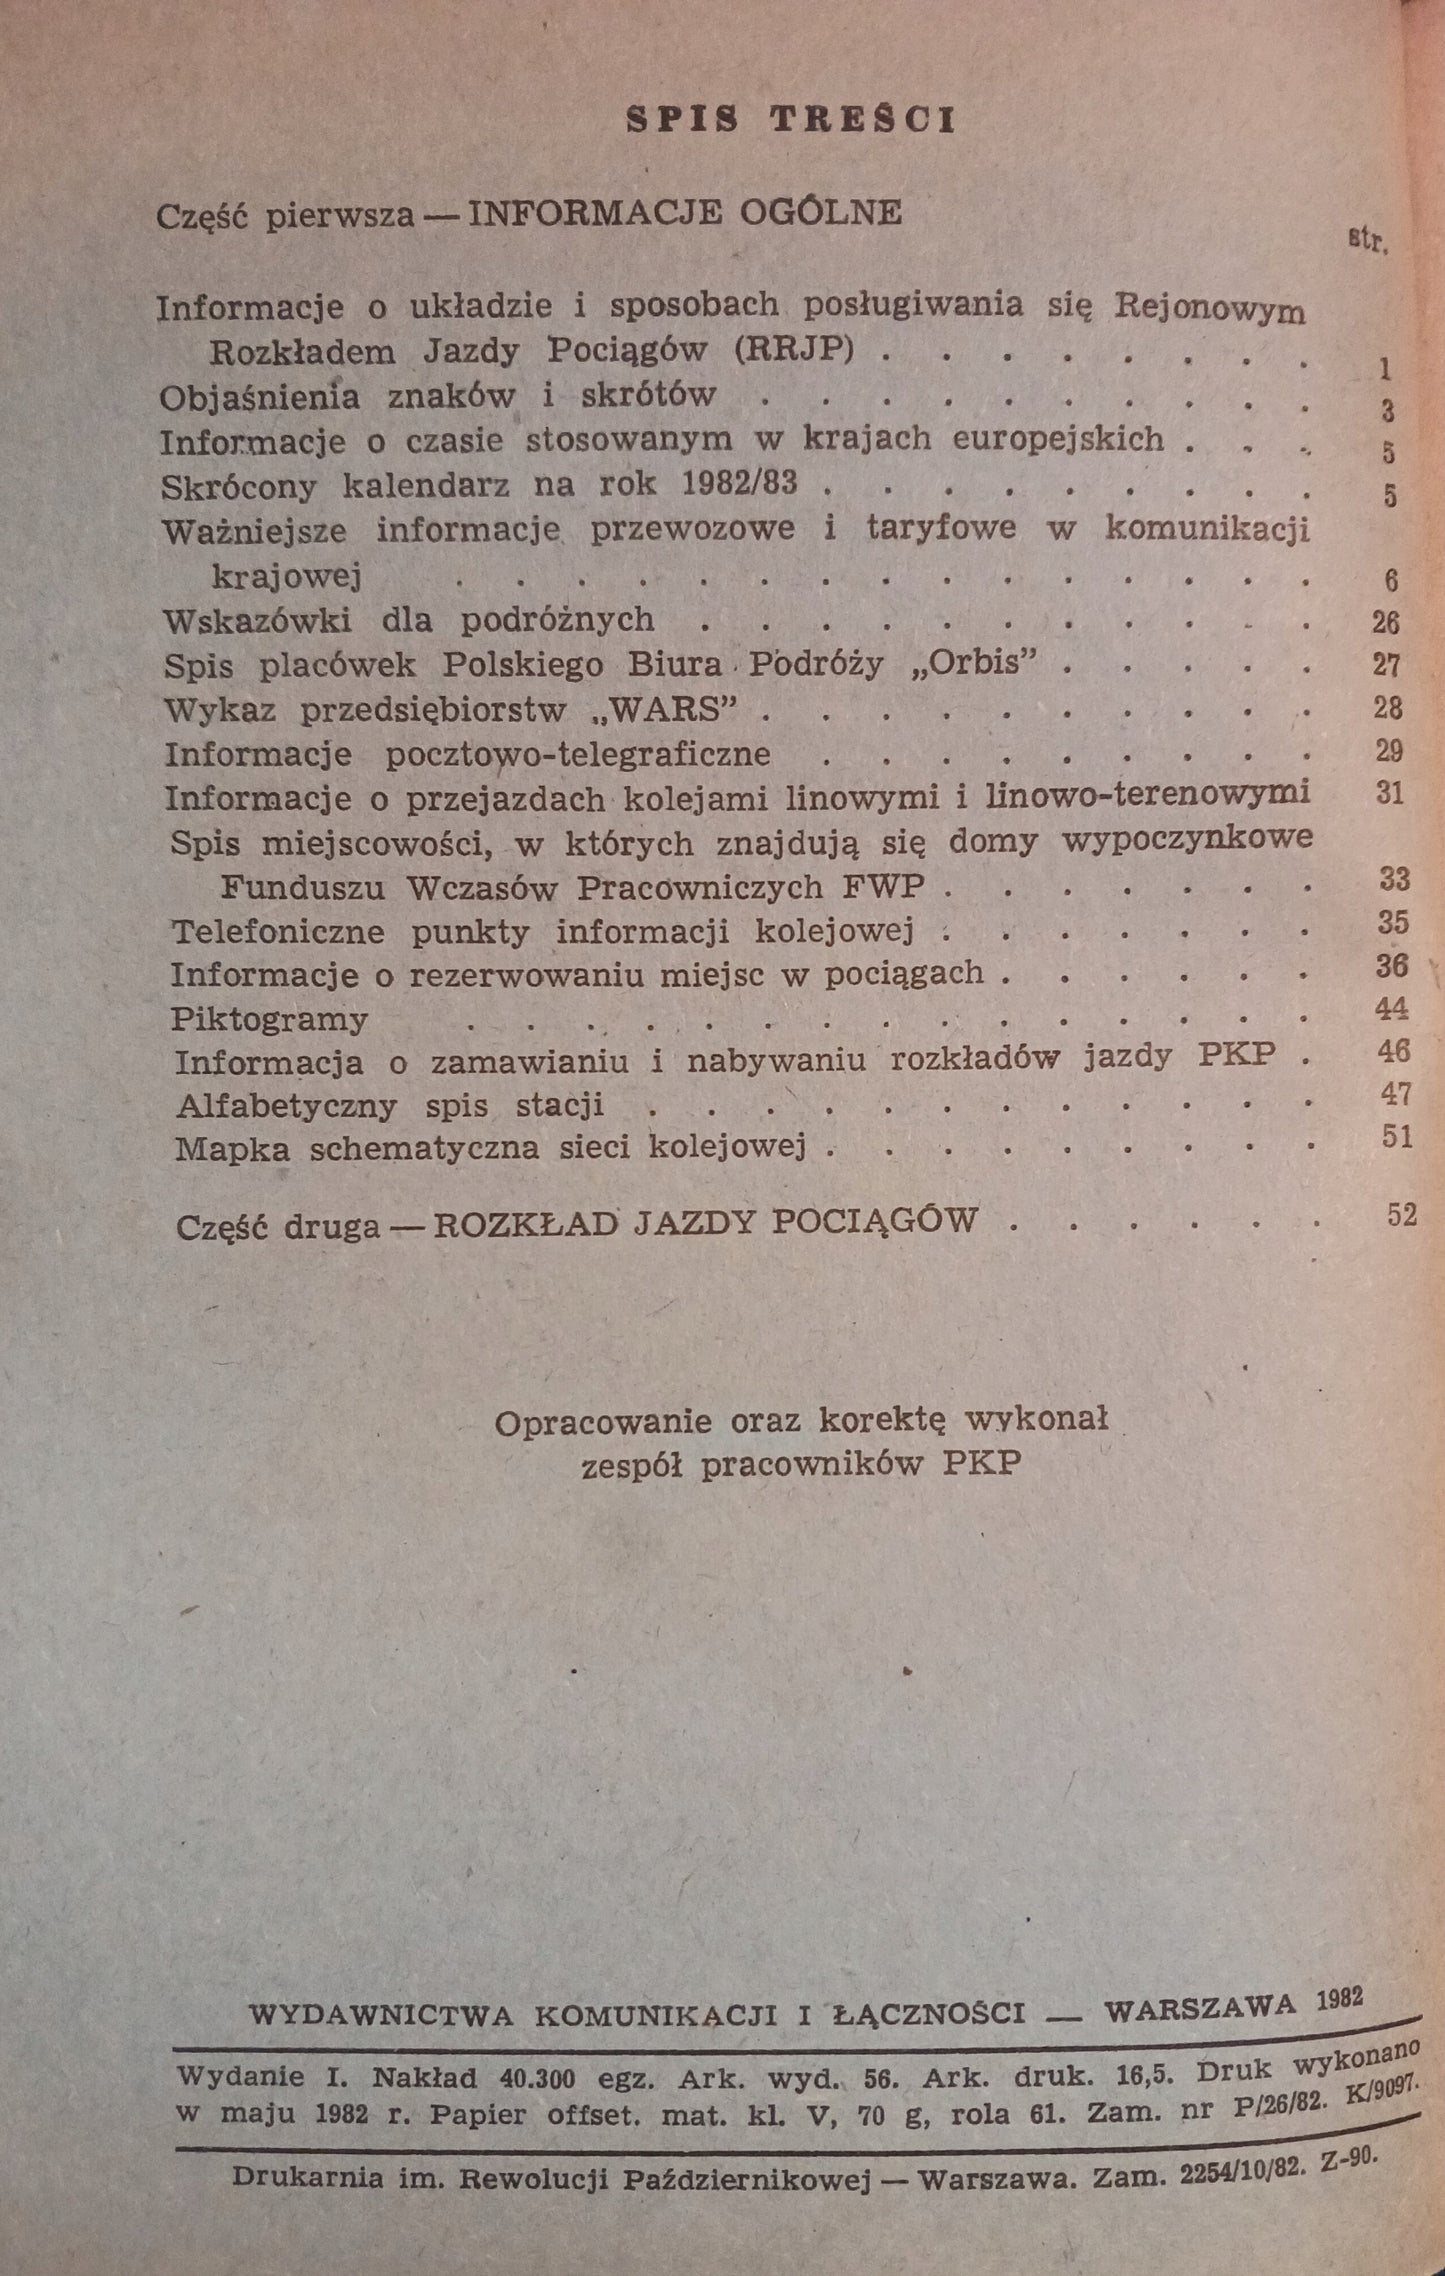 SPIS TREŚCI
Część pierwsza — INFORMACJE OGÓLNE
str.
Informacje o układzie i sposobach posługiwania się Rejonowym
Rozkładem Jazdy Pociągów (RRJP) . . . . . . . . 1
Objaśnienia znaków i skrótów . . . . . . . . . . 3
Informacje o czasie stosowanym w krajach europejskich . . . 5
Skrócony kalendarz na rok 1982/83 . . . . . . . . . 5
Ważniejsze informacje przewozowe i taryfowe w komunikacji
krajowej . . . . . . . . . . . . . . . 6
Wskazówki dla podróżnych . . . . . . . . . . . 26
Spis placówek Polskiego Biura Podróży „Orbis” . . . . . 27
Wykaz przedsiębiorstw „WARS” . . . . . . . . . . 28
Informacje pocztowo-telegraficzne . . . . . . . . . 29
Informacje o przejazdach kolejami linowymi i linowo-terenowymi 31
Spis miejscowości, w których znajdują się domy wypoczynkowe
Funduszu Wczasów Pracowniczych FWP . . . . . . . 33
Telefoniczne punkty informacji kolejowej . . . . . . . 35
Informacje o rezerwowaniu miejsc w pociągach . . . . . . 36
Piktogramy . . . . . . . . . . . . . . . 44
Informacja o zamawianiu i nabywaniu rozkładów jazdy PKP . 46
Alfabetyczny spis stacji . . . . . . . . . . . . 47
Mapka schematyczna sieci kolejowej . . . . . . . . . 51
Część druga — ROZKŁAD JAZDY POCIĄGÓW . . . . . . 52
Opracowanie oraz korektę wykonał
zespół pracowników PKP
WYDAWNICTWA KOMUNIKACJI I ŁĄCZNOŚCI — WARSZAWA 1982
Wydanie I. Nakład 40.300 egz. Ark. wyd. 56. Ark. druk. 16,5. Druk wykonano
w maju 1982 r. Papier offset. mat. kl. V, 70 g, rola 61. Zam. nr P/26/82. K/9097.
Drukarnia im. Rewolucji Październikowej — Warszawa. Zam. 2254/10/82. Z-90.